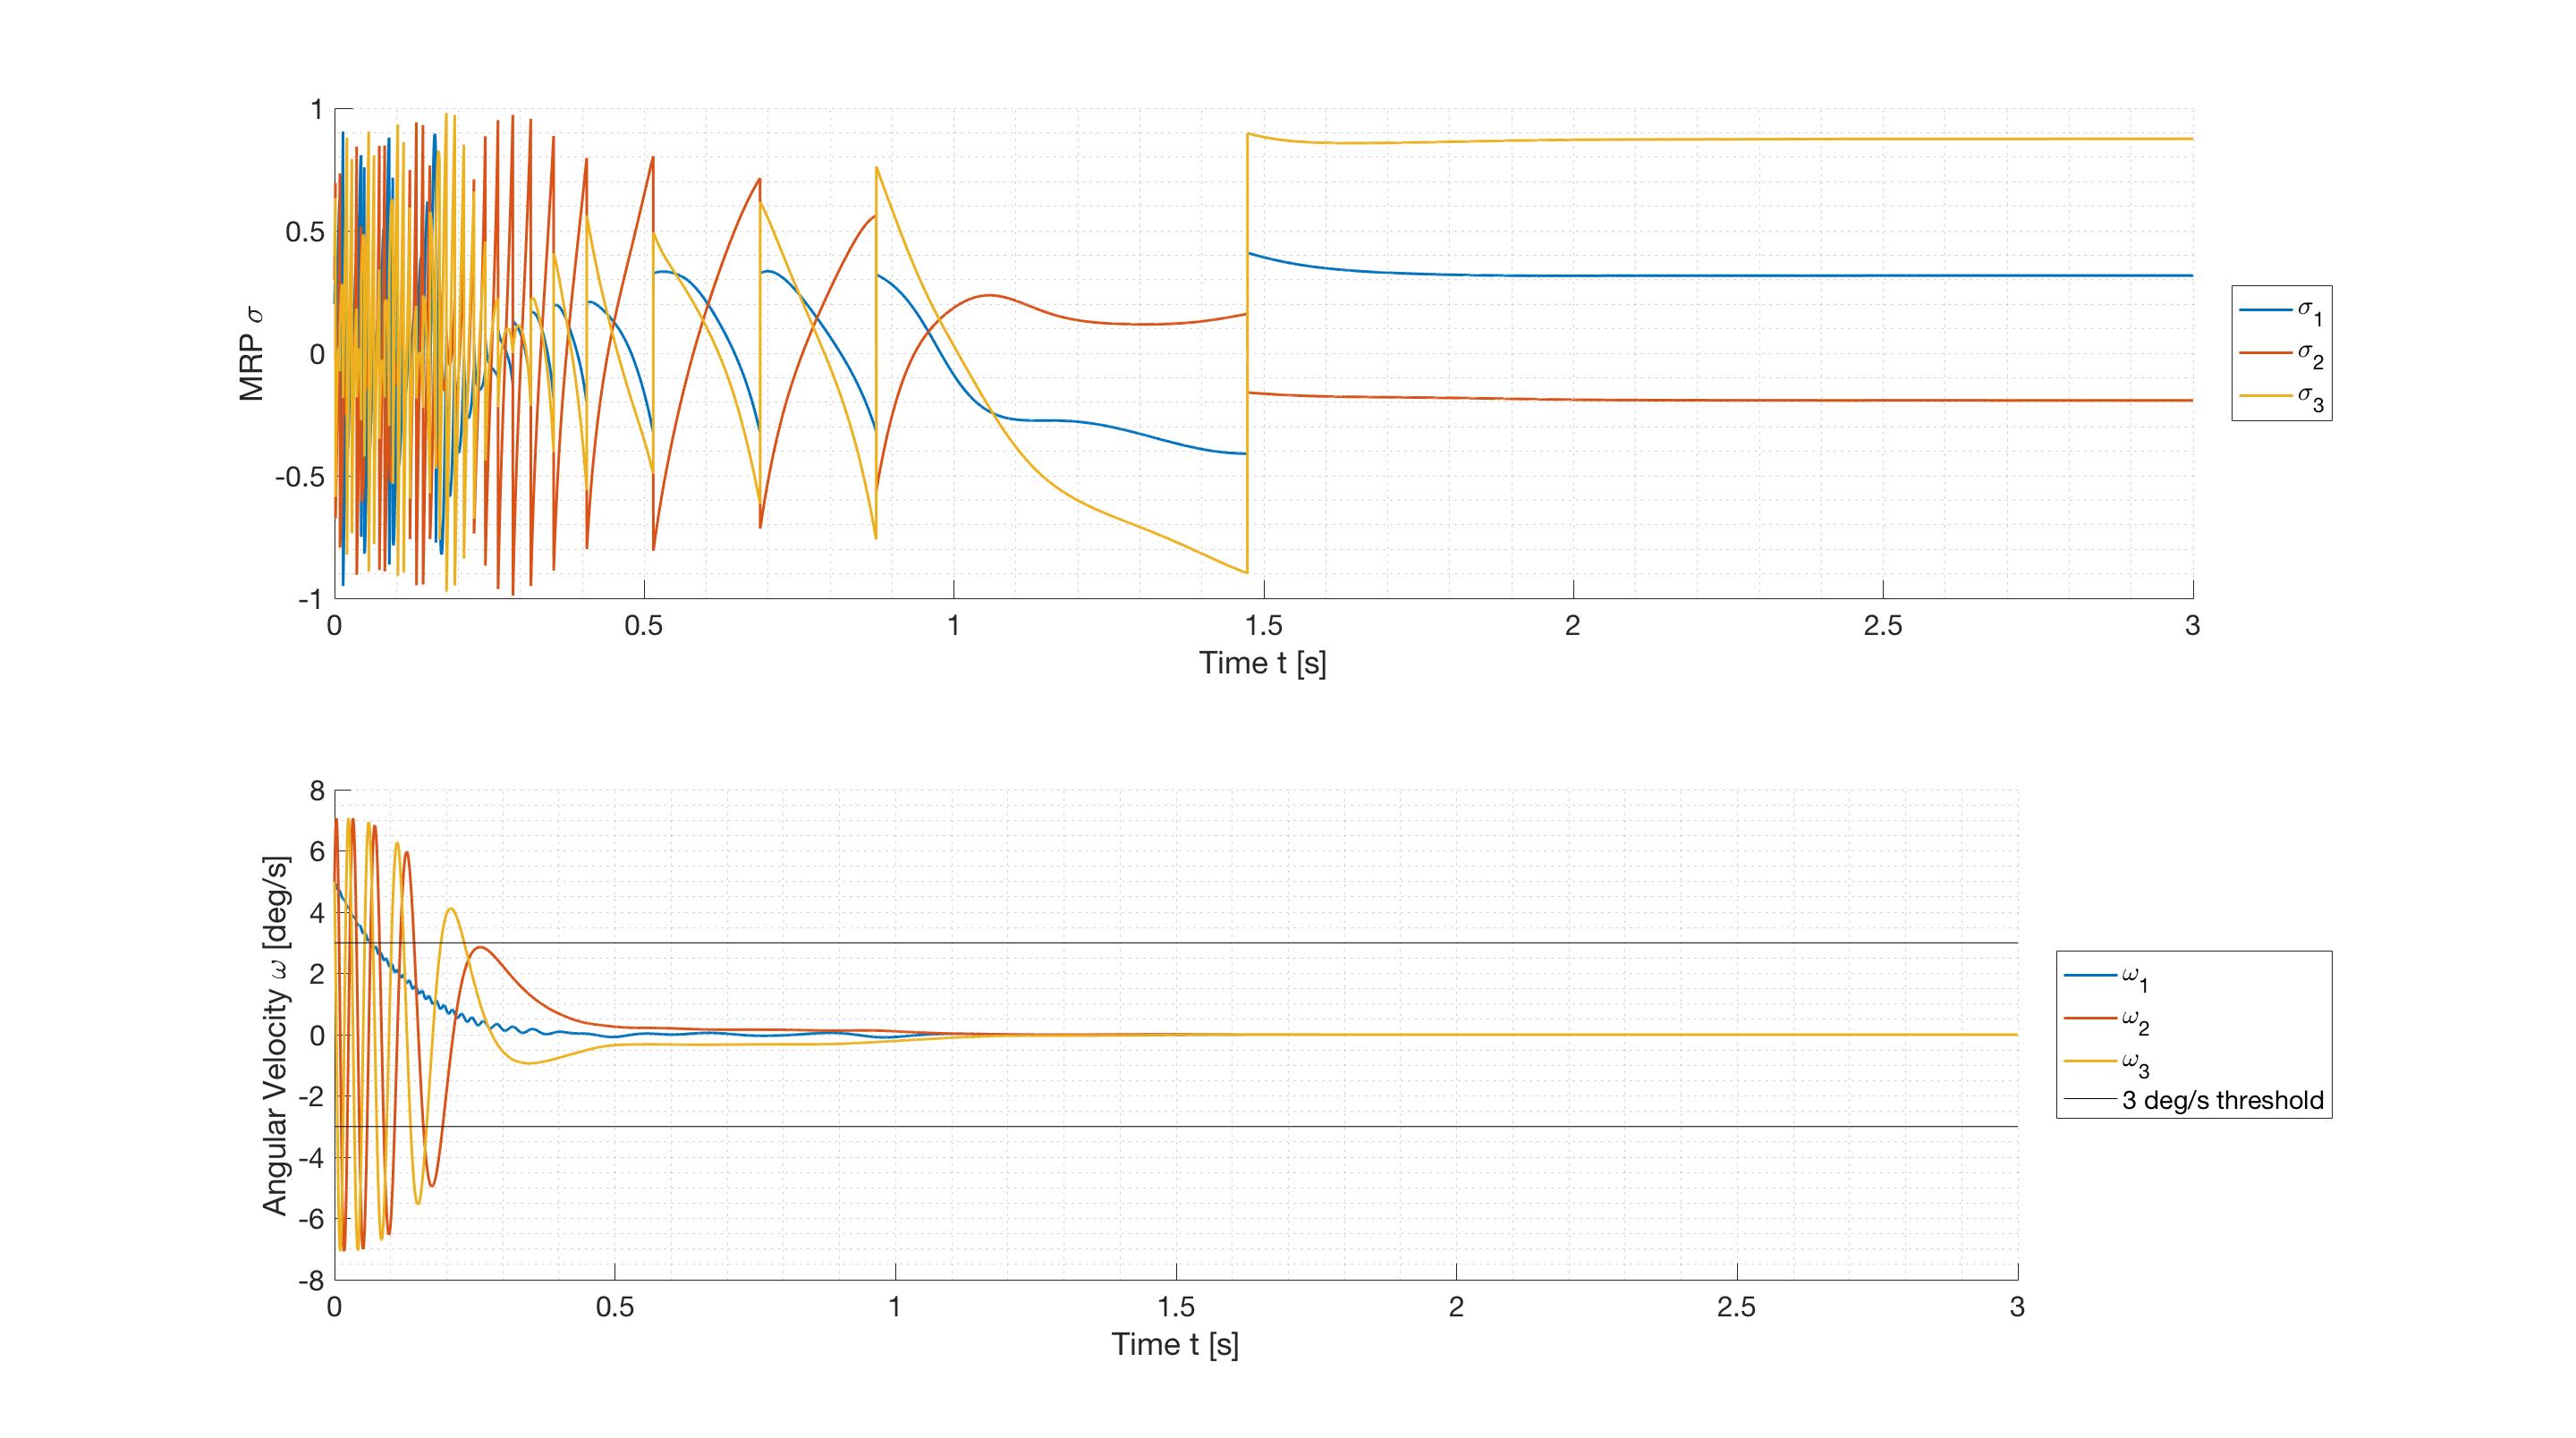 1
0.5
0
-0.5
-1
MRP σ
0 0.5 1 1.5 2 2.5 3
Time t [s]
σ1
σ2
σ3
8
6
4
2
0
-2
-4
-6
-8
Angular Velocity ω [deg/s]
0 0.5 1 1.5 2 2.5 3
Time t [s]
ω1
ω2
ω3
3 deg/s threshold